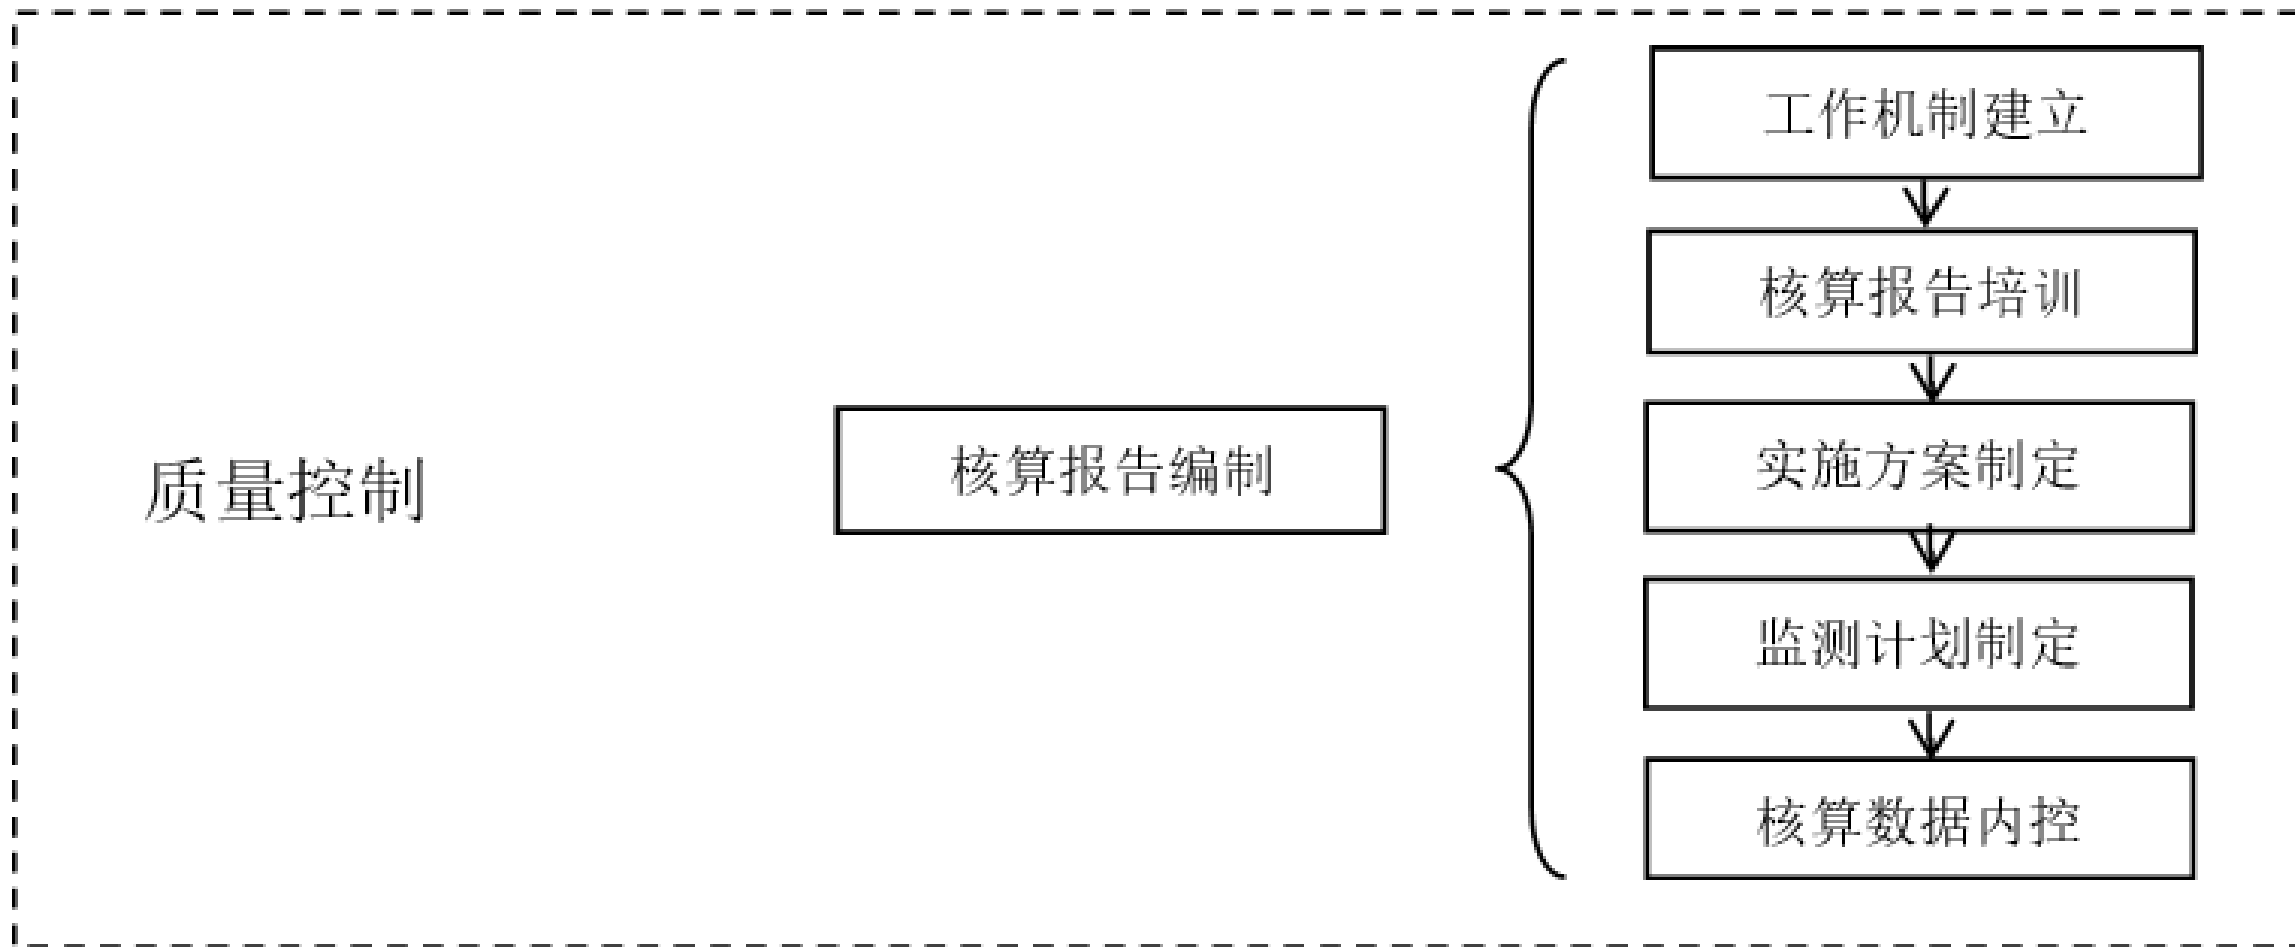 质量控制
核算报告编制
工作机制建立
核算报告培训
实施方案制定
监测计划制定
核算数据内控